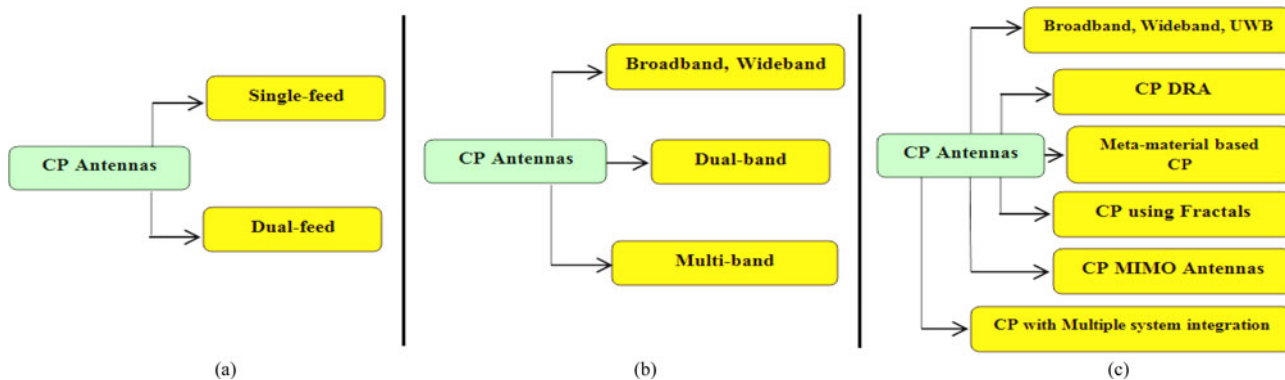 Single-feed
CP Antennas
Dual-feed
(a)
Broadband, Wideband
CP Antennas
Dual-band
Multi-band
(b)
Broadband, Wideband, UWB
CP DRA
CP Antennas
Meta-material based
CP
CP using Fractals
CP MIMO Antennas
CP with Multiple system integration
(c)